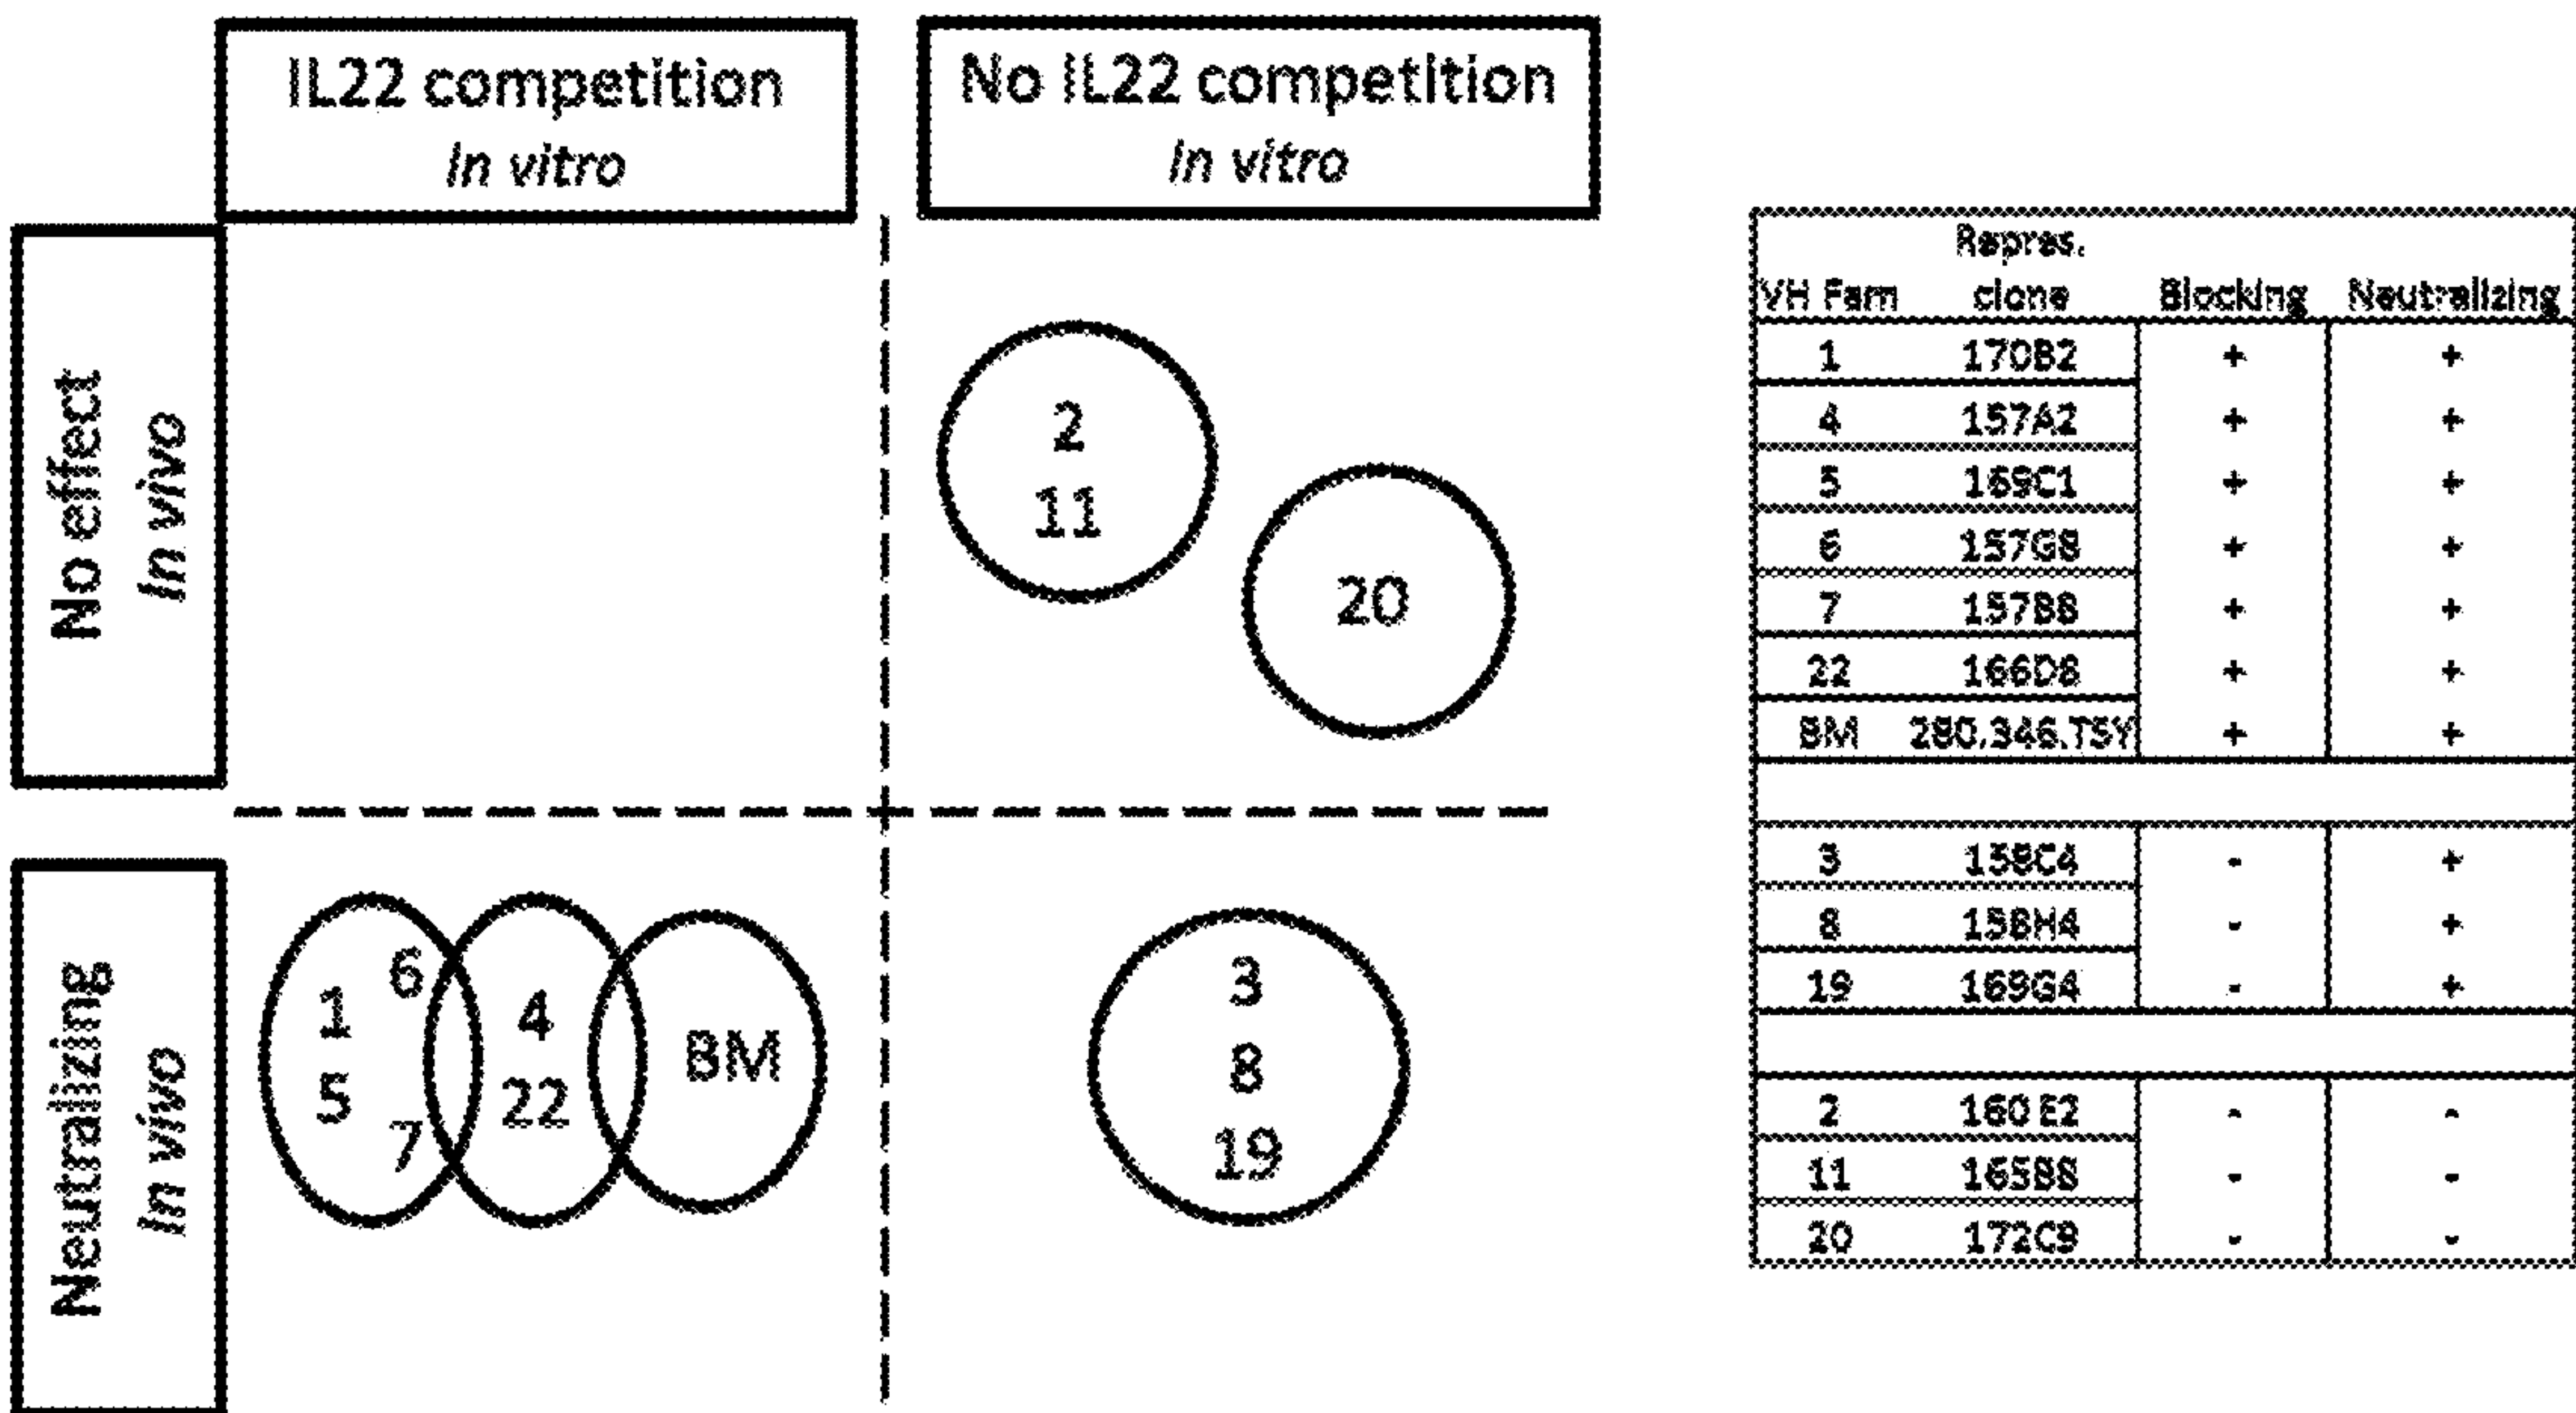 IL22 competition
In vitro
No IL22 competition
In vitro
No effect
In vivo
2
11
20
Neutralizing
In vivo
6
1
5
7
4
22
BM
3
8
19
Repres.
VH Fam clone Blocking Neutralizing
1 170B2 + +
4 157A2 + +
5 169C1 + +
6 157G8 + +
7 157B8 + +
22 166D8 + +
BM 280.346.TSY + +
3 158C4 - +
8 158H4 - +
19 169G4 - +
2 160 E2 - -
11 165B8 - -
20 172C9 - -